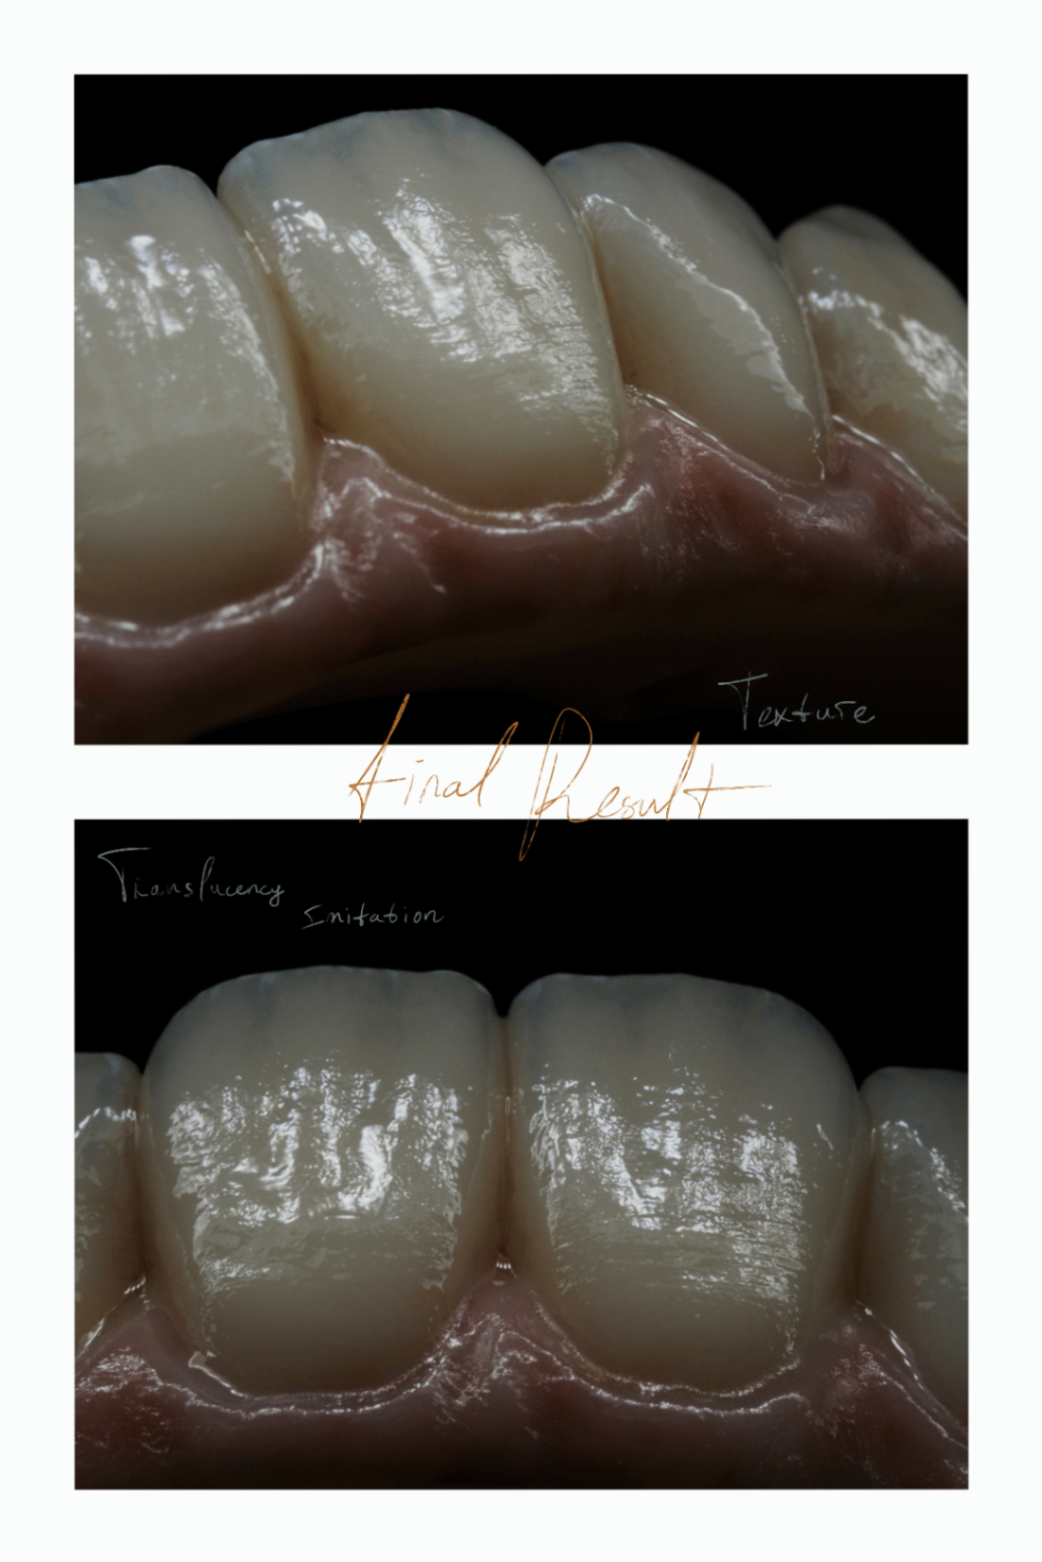 Texture
final Result
Translucency
Imitation